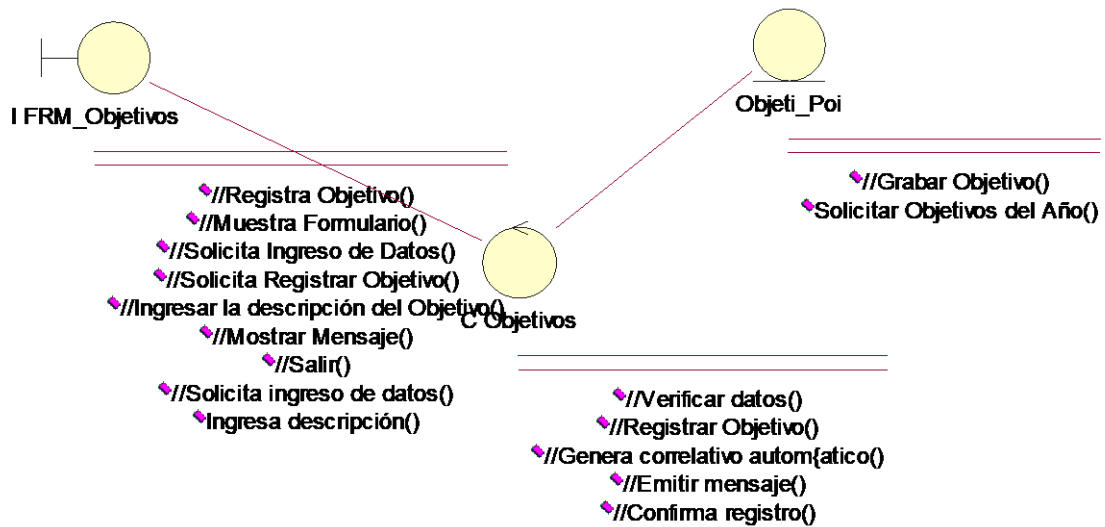 I FRM_Objetivos
//Registra Objetivo()
//Muestra Formulario()
//Solicita Ingreso de Datos()
//Solicita Registrar Objetivo()
//Ingresar la descripción del Objetivo()
//Mostrar Mensaje()
//Salir()
//Solicita ingreso de datos()
Ingresa descripción()
C Objetivos
//Verificar datos()
//Registrar Objetivo()
//Genera correlativo autom{atico()
//Emitir mensaje()
//Confirma registro()
Objeti_Poi
//Grabar Objetivo()
Solicitar Objetivos del Año()